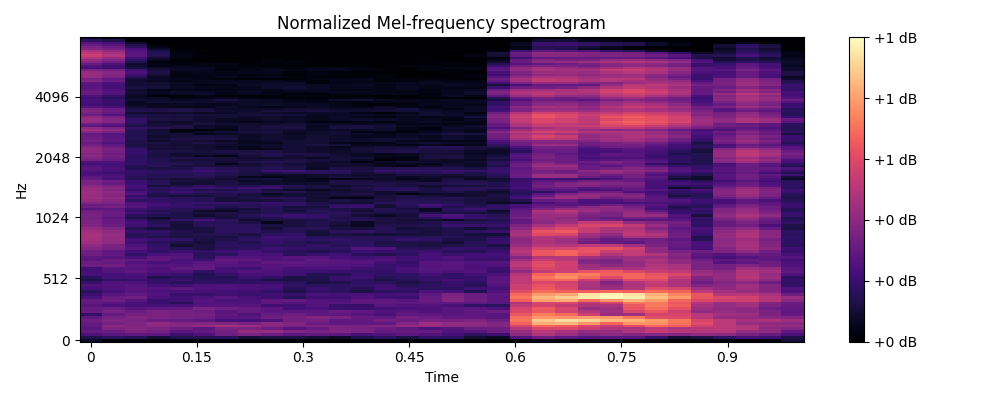 Normalized Mel-frequency spectrogram
Hz
4096
2048
1024
512
0
0 0.15 0.3 0.45 0.6 0.75 0.9
Time
+1 dB
+1 dB
+1 dB
+0 dB
+0 dB
+0 dB